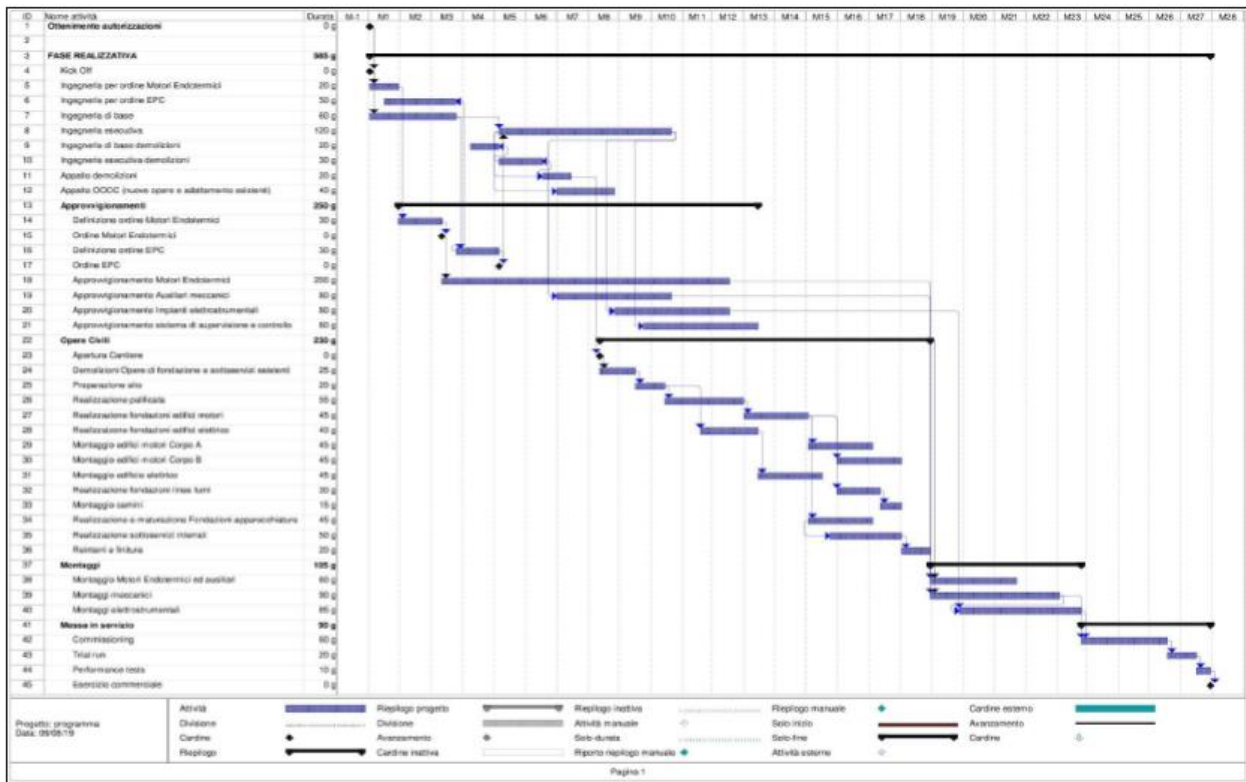 ID Nome attività Durata M-1 M1 M2 M3 M4 M5 M6 M7 M8 M9 M10 M11 M12 M13 M14 M15 M16 M17 M18 M19 M20 M21 M22 M23 M24 M25 M26 M27 M28
1 Ottenimento autorizzazioni 0 g
2
3 FASE REALIZZATIVA 585 g
4 Kick Off 0 g
5 Ingegneria per ordine Motori Endotermici 20 g
6 Ingegneria per ordine EPC 50 g
7 Ingegneria di base 60 g
8 Ingegneria esecutiva 120 g
9 Ingegneria di base demolizioni 20 g
10 Ingegneria esecutiva demolizioni 30 g
11 Appalto demolizioni 20 g
12 Appalto OOCC (nuove opere e adattamento esistenti) 40 g
13 Approvvigionamenti 250 g
14 Definizione ordine Motori Endotermici 30 g
15 Ordine Motori Endotermici 0 g
16 Definizione ordine EPC 30 g
17 Ordine EPC 0 g
18 Approvvigionamento Motori Endotermici 200 g
19 Approvvigionamento Ausiliari meccanici 80 g
20 Approvvigionamento Impianti elettrostrumentali 80 g
21 Approvvigionamento sistema di supervisione e controllo 80 g
22 Opere Civili 230 g
23 Apertura Cantiere 0 g
24 Demolizioni Opere di fondazione e sottoservizi esistenti 25 g
25 Preparazione sito 20 g
26 Realizzazione palificata 55 g
27 Realizzazione fondazioni edifici motori 45 g
28 Realizzazione fondazioni edificio elettrico 40 g
29 Montaggio edifici motori Corpo A 45 g
30 Montaggio edifici motori Corpo B 45 g
31 Montaggio edificio elettrico 45 g
32 Realizzazione fondazioni linea fumi 30 g
33 Montaggio camini 15 g
34 Realizzazione e maturazione Fondazioni apparecchiature 45 g
35 Realizzazione sottoservizi interrati 50 g
36 Reinterri e finiture 20 g
37 Montaggi 105 g
38 Montaggio Motori Endotermici ed ausiliari 60 g
39 Montaggi meccanici 90 g
40 Montaggi elettrostrumentali 85 g
41 Messa in servizio 90 g
42 Commissioning 60 g
43 Trial run 20 g
44 Performance tests 10 g
45 Esercizio commerciale 0 g
Progetto: programma
Data: 09/08/19
Attività Riepilogo progetto Riepilogo inattiva Riepilogo manuale Cardine esterno
Divisione Divisione Attività manuale Solo inizio Avanzamento
Cardine Avanzamento Solo-durata Solo-fine Cardine
Riepilogo Cardine inattiva Riporto riepilogo manuale Attività esterne
Pagina 1